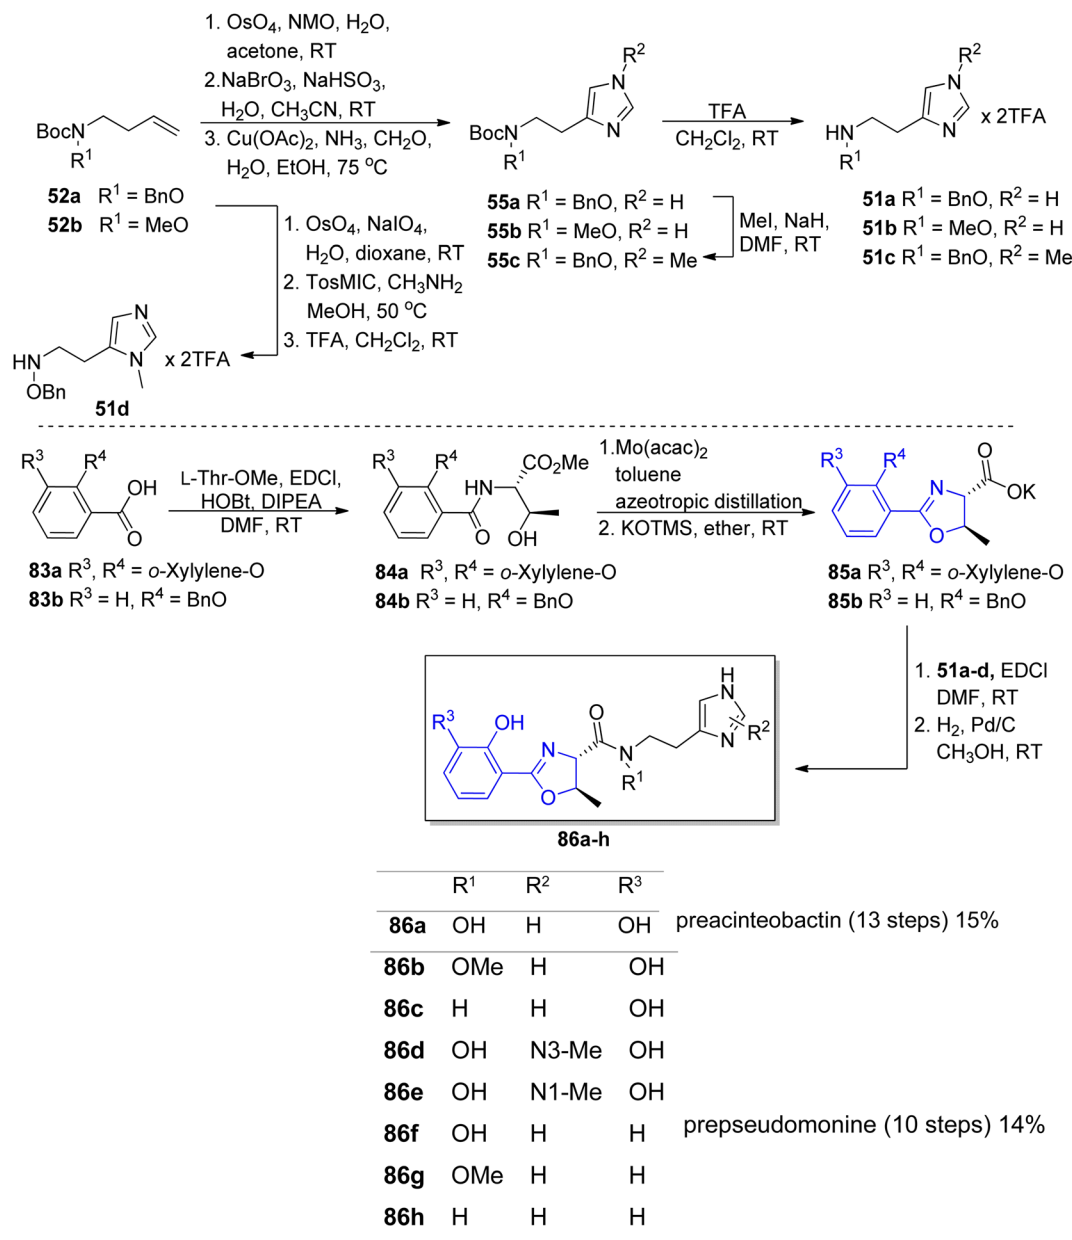 1. OsO4, NMO, H2O,
acetone, RT
2.NaBrO3, NaHSO3,
H2O, CH3CN, RT
3. Cu(OAc)2, NH3, CH2O,
H2O, EtOH, 75 oC
BocN
R1
52a R1 = BnO
52b R1 = MeO
R2
N
N
BocN
R1
55a R1 = BnO, R2 = H
55b R1 = MeO, R2 = H
55c R1 = BnO, R2 = Me
TFA
CH2Cl2, RT
MeI, NaH,
DMF, RT
R2
N
N
HN
R1
x 2TFA
51a R1 = BnO, R2 = H
51b R1 = MeO, R2 = H
51c R1 = BnO, R2 = Me
1. OsO4, NaIO4,
H2O, dioxane, RT
2. TosMIC, CH3NH2
MeOH, 50 oC
3. TFA, CH2Cl2, RT
N
N
HN
OBn
x 2TFA
51d
R3
R4
OH
O
83a R3, R4 = o-Xylylene-O
83b R3 = H, R4 = BnO
L-Thr-OMe, EDCI,
HOBt, DIPEA
DMF, RT
R3
R4
HN
CO2Me
O
OH
84a R3, R4 = o-Xylylene-O
84b R3 = H, R4 = BnO
1.Mo(acac)2
toluene
azeotropic distillation
2. KOTMS, ether, RT
R3
R4
N
O
O
OK
85a R3, R4 = o-Xylylene-O
85b R3 = H, R4 = BnO
1. 51a-d, EDCI
DMF, RT
2. H2, Pd/C
CH3OH, RT
R3
OH
N
O
O
N
R1
H
N
N
R2
86a-h
R1 R2 R3
86a OH H OH preacinteobactin (13 steps) 15%
86b OMe H OH
86c H H OH
86d OH N3-Me OH
86e OH N1-Me OH
86f OH H H prepseudomonine (10 steps) 14%
86g OMe H H
86h H H H